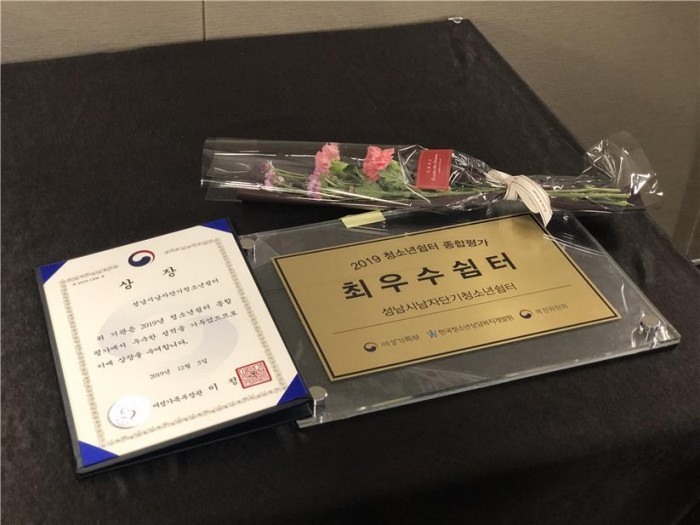 상 장
성남시남자단기청소년쉼터
위 기관은 2019년 청소년쉼터 종합
평가에서 우수한 성적을 거두었으므로
이에 상장을 수여합니다.
2019년 12월 5일
여성가족부장관 이 정
2019 청소년쉼터 종합평가
최우수쉼터
성남시남자단기청소년쉼터
여성가족부 한국청소년상담복지개발원